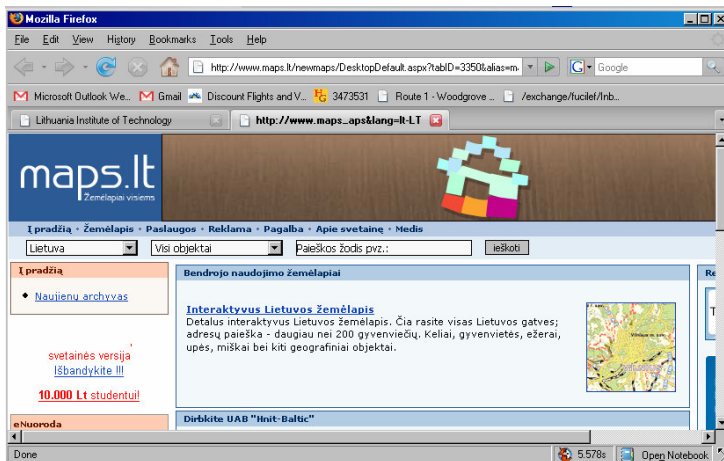 Mozilla Firefox
File Edit View History Bookmarks Tools Help
http://www.maps.lt/newmaps/DesktopDefault.aspx?tabID=3350&alias=m
G Google
Microsoft Outlook We... Gmail Discount Flights and V... 3473531 Route 1 - Woodgrove ... /exchange/fucilef/Inb...
Lithuania Institute of Technology http://www.maps_aps&lang=lt-LT
maps.lt
Žemėlapiai visiems
Į pradžią • Žemėlapis • Paslaugos • Reklama • Pagalba • Apie svetainę • Medis
Lietuva Visi objektai Paieškos žodis pvz.: ieškoti
Į pradžią
Naujienų archyvas
svetainės versija
Išbandykite !!!
10.000 Lt studentui!
eNuoroda
Bendrojo naudojimo žemėlapiai
Interaktyvus Lietuvos žemėlapis
Detalus interaktyvus Lietuvos žemėlapis. Čia rasite visas Lietuvos gatves;
adresų paieška - daugiau nei 200 gyvenviečių. Keliai, gyvenvietės, ežerai,
upės, miškai bei kiti geografiniai objektai.
Dirbkite UAB "Hnit-Baltic"
Re
T
Done 5.578s Open Notebook